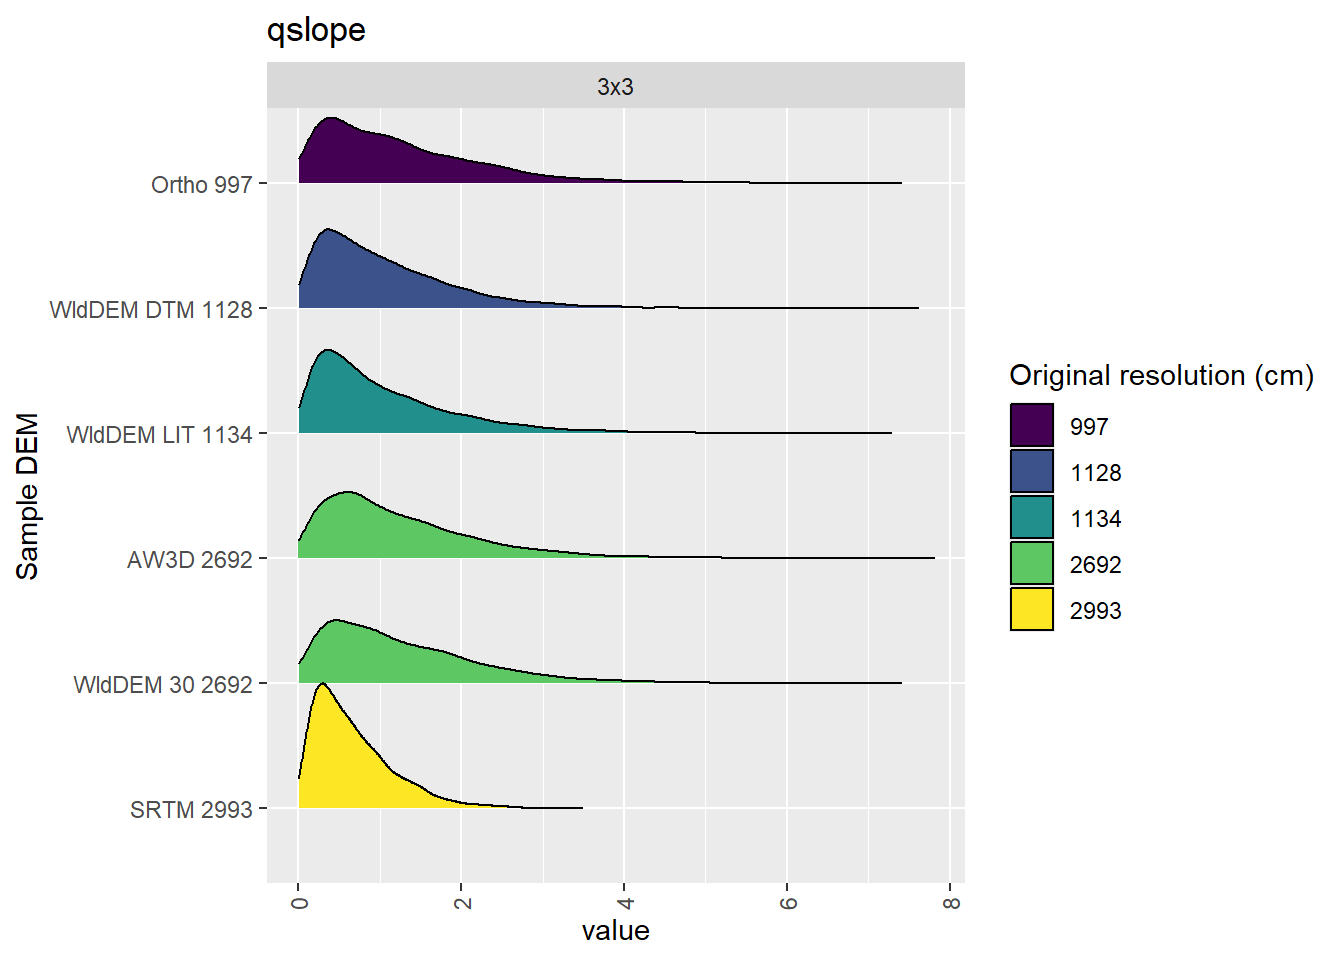 qslope
3x3
Ortho 997
WldDEM DTM 1128
WldDEM LIT 1134
AW3D 2692
WldDEM 30 2692
SRTM 2993
Sample DEM
0 2 4 6 8
value
Original resolution (cm)
997
1128
1134
2692
2993